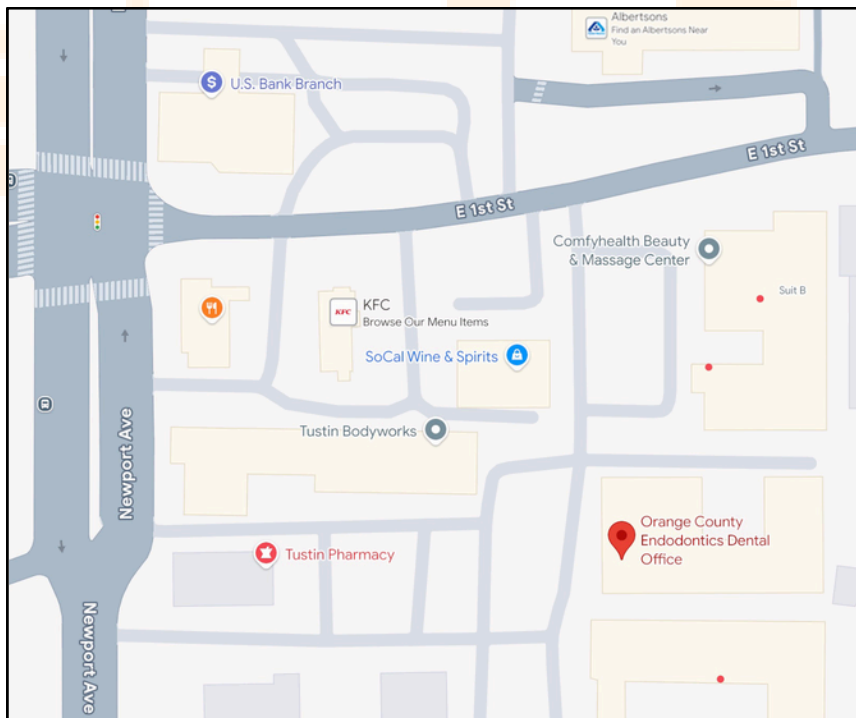 Albertsons
Find an Albertsons Near
You
$
U.S. Bank Branch
E 1st St
E 1st St
Comfyhealth Beauty
& Massage Center
Suit B
KFC
KFC
Browse Our Menu Items
SoCal Wine & Spirits
Newport Ave
Tustin Bodyworks
Orange County
Endodontics Dental
Office
Tustin Pharmacy
Newport Ave